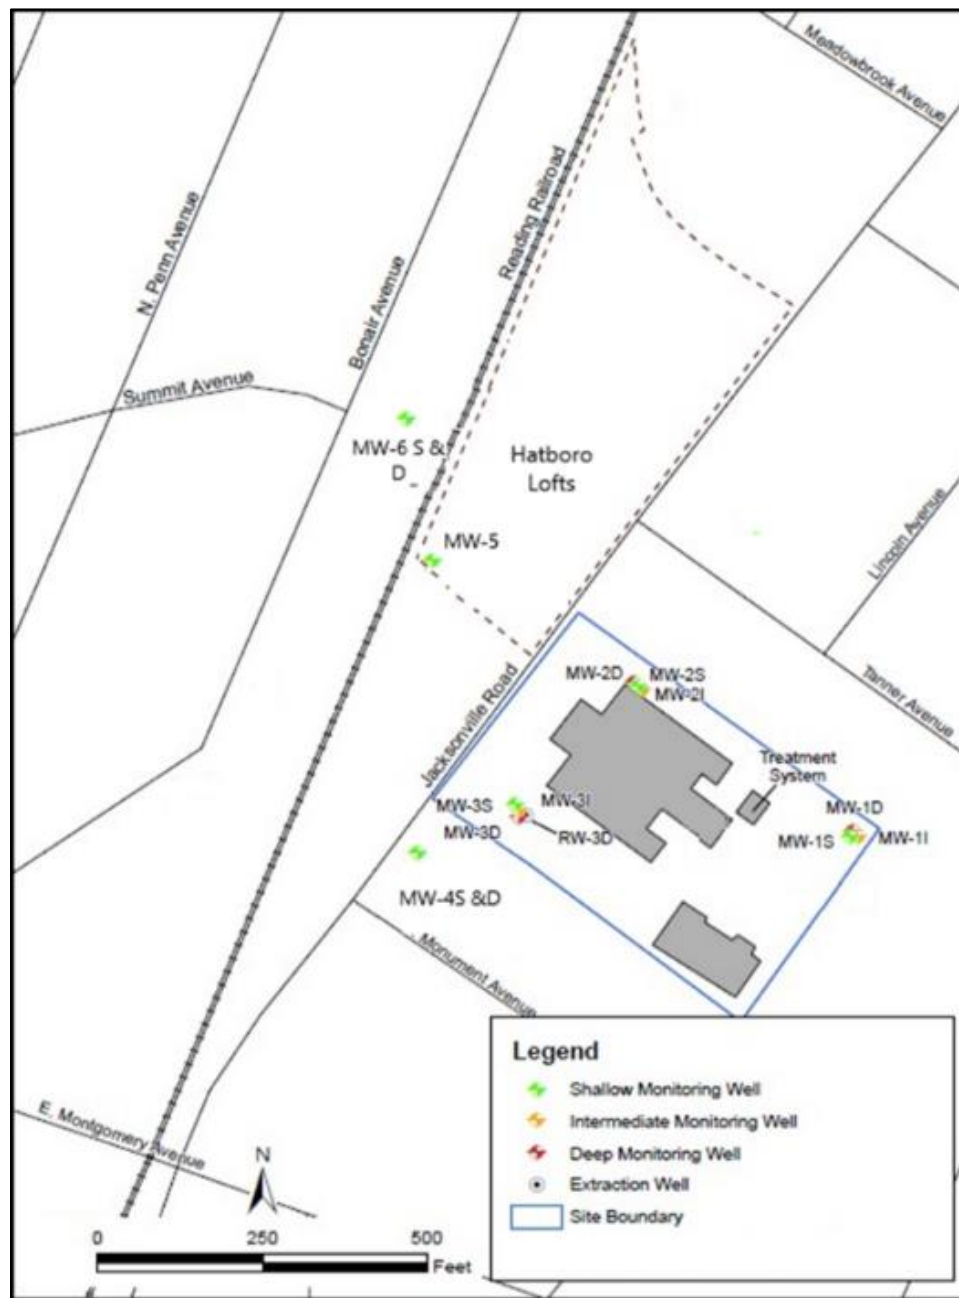 Meadowbrook Avenue
Reading Railroad
N. Penn Avenue
Bonair Avenue
Summit Avenue
MW-6 S &
D
Hatboro
Lofts
MW-5
Lincoln Avenue
Tanner Avenue
Jacksonville Road
MW-2D
MW-2S
MW-2I
Treatment
System
MW-3S
MW-3I
MW-3D
RW-3D
MW-1D
MW-1S
MW-1I
MW-4S &D
Monument Avenue
Legend
Shallow Monitoring Well
Intermediate Monitoring Well
Deep Monitoring Well
Extraction Well
Site Boundary
E. Montgomery Avenue
N
0 250 500
Feet